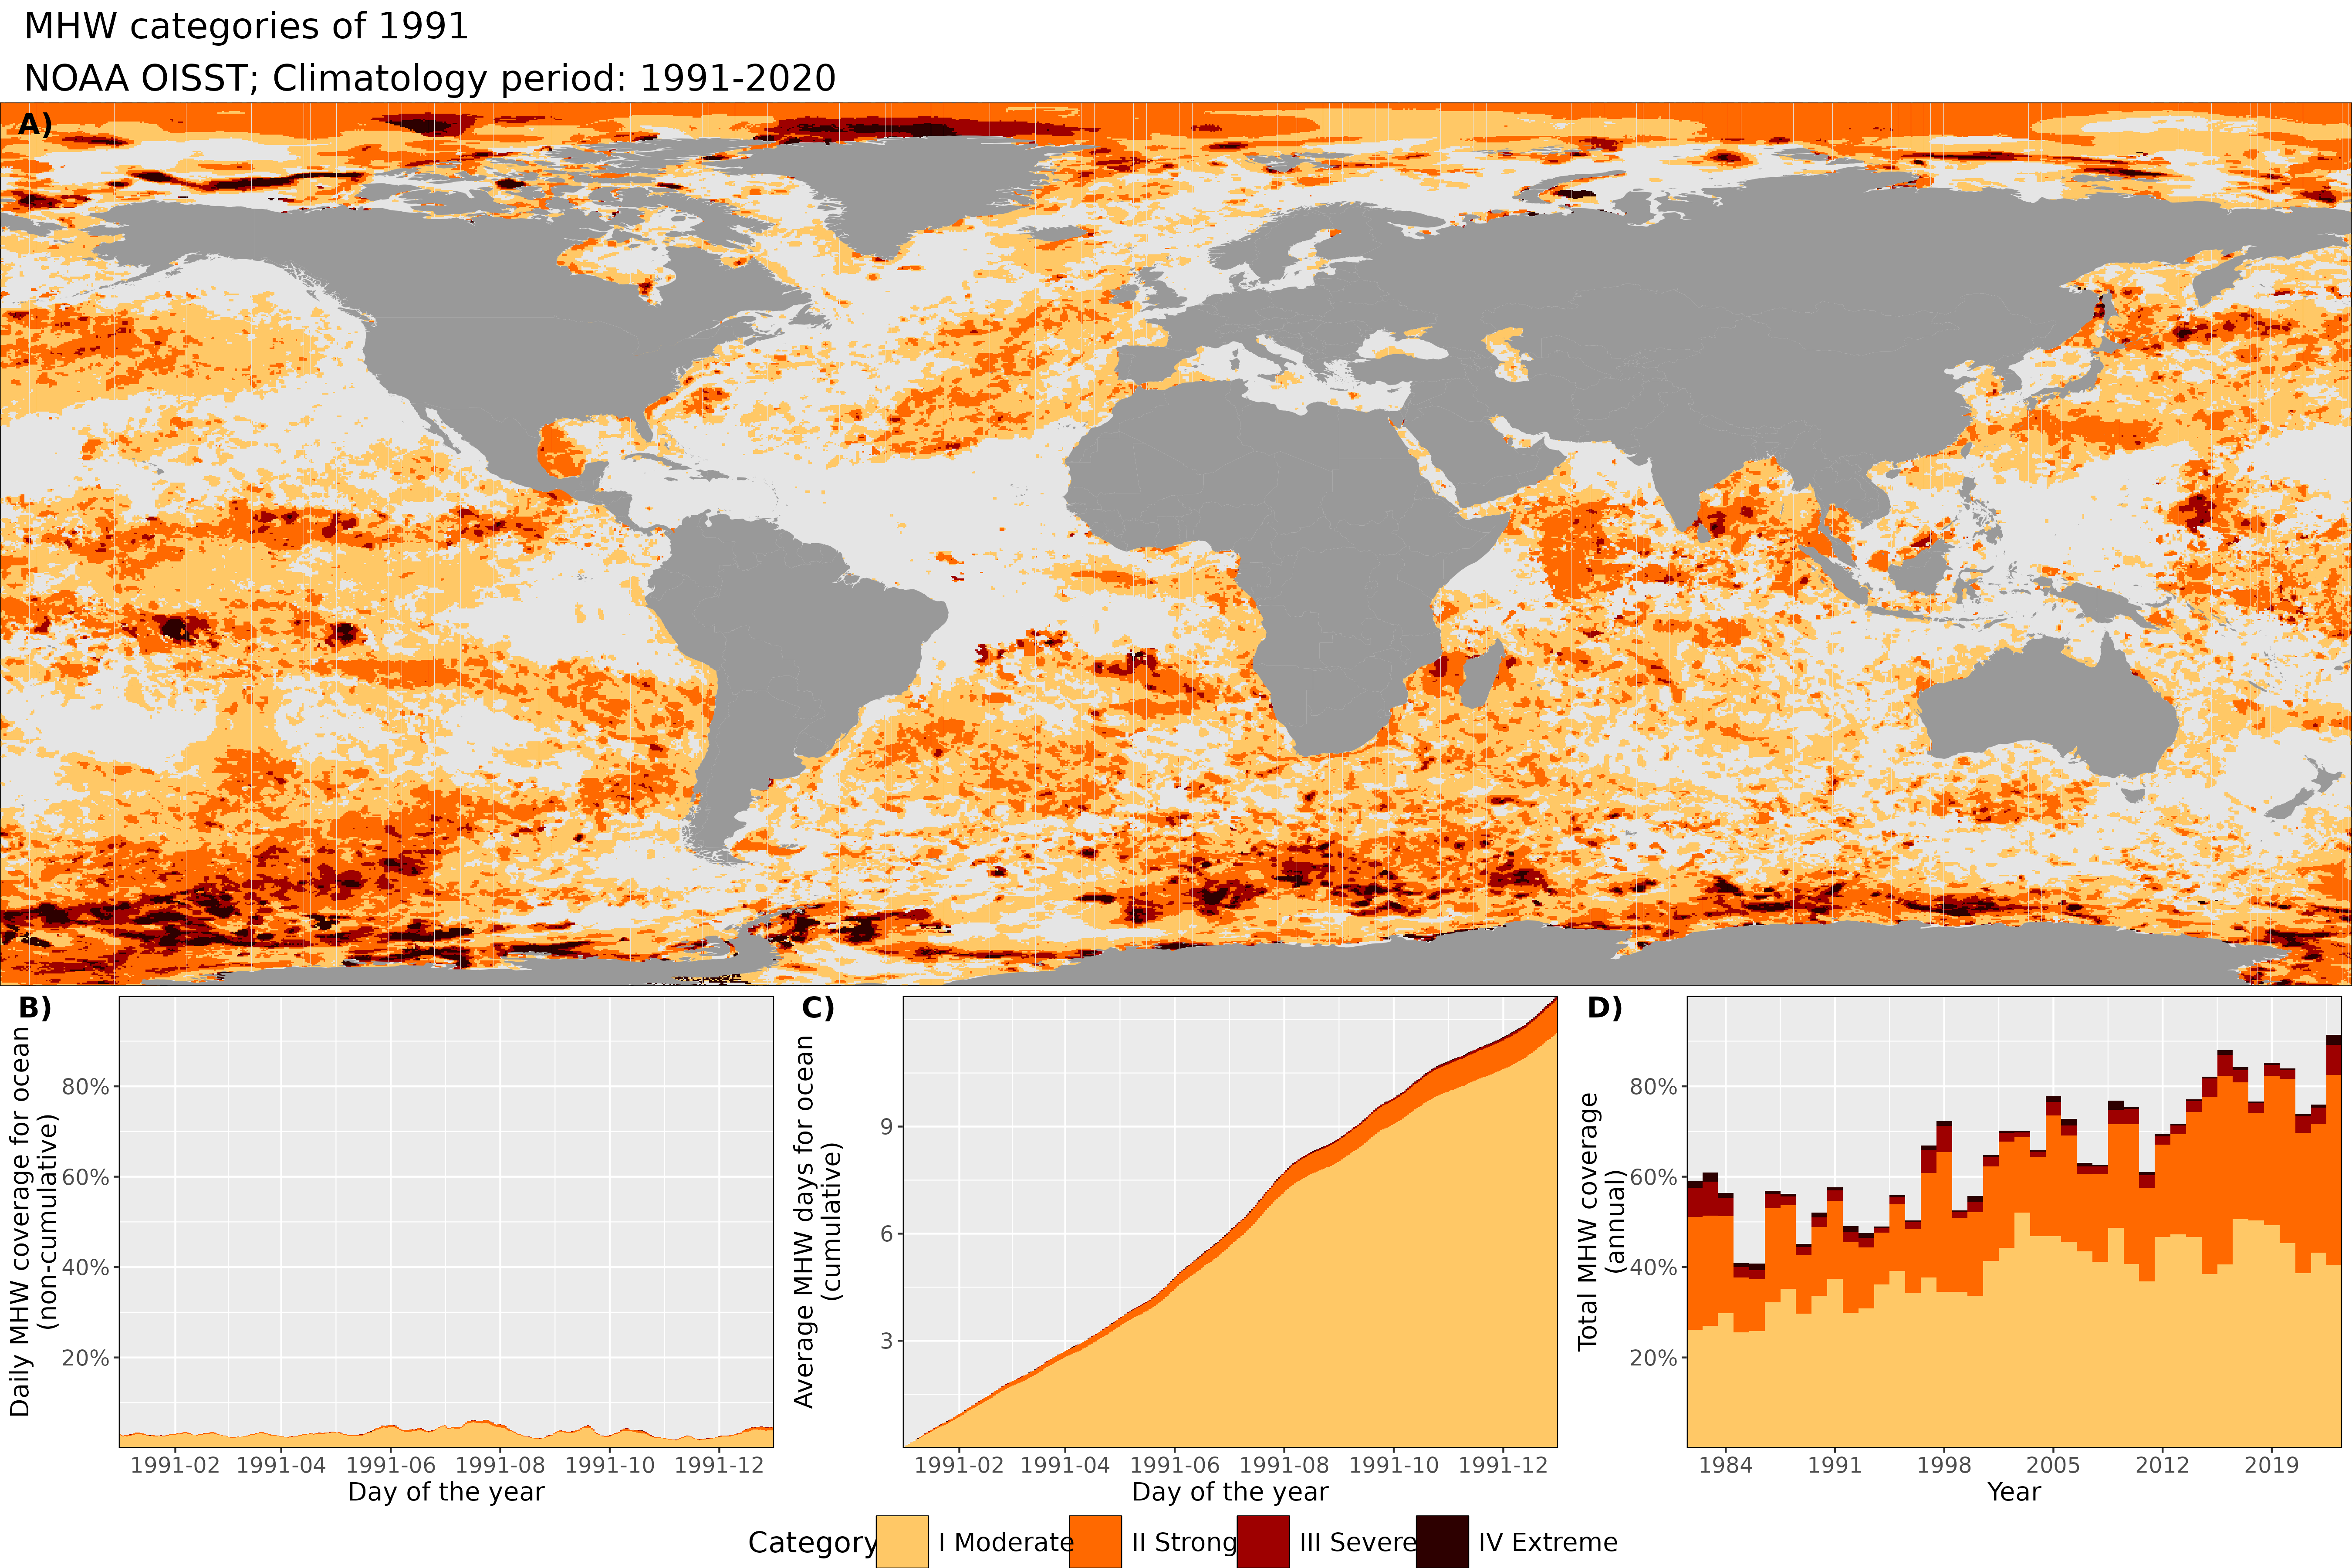 MHW categories of 1991
NOAA OISST; Climatology period: 1991-2020
A)
B)
Daily MHW coverage for ocean
(non-cumulative)
80%
60%
40%
20%
1991-02 1991-04 1991-06 1991-08 1991-10 1991-12
Day of the year
C)
Average MHW days for ocean
(cumulative)
9
6
3
1991-02 1991-04 1991-06 1991-08 1991-10 1991-12
Day of the year
D)
Total MHW coverage
(annual)
80%
60%
40%
20%
1984 1991 1998 2005 2012 2019
Year
Category I Moderate II Strong III Severe IV Extreme